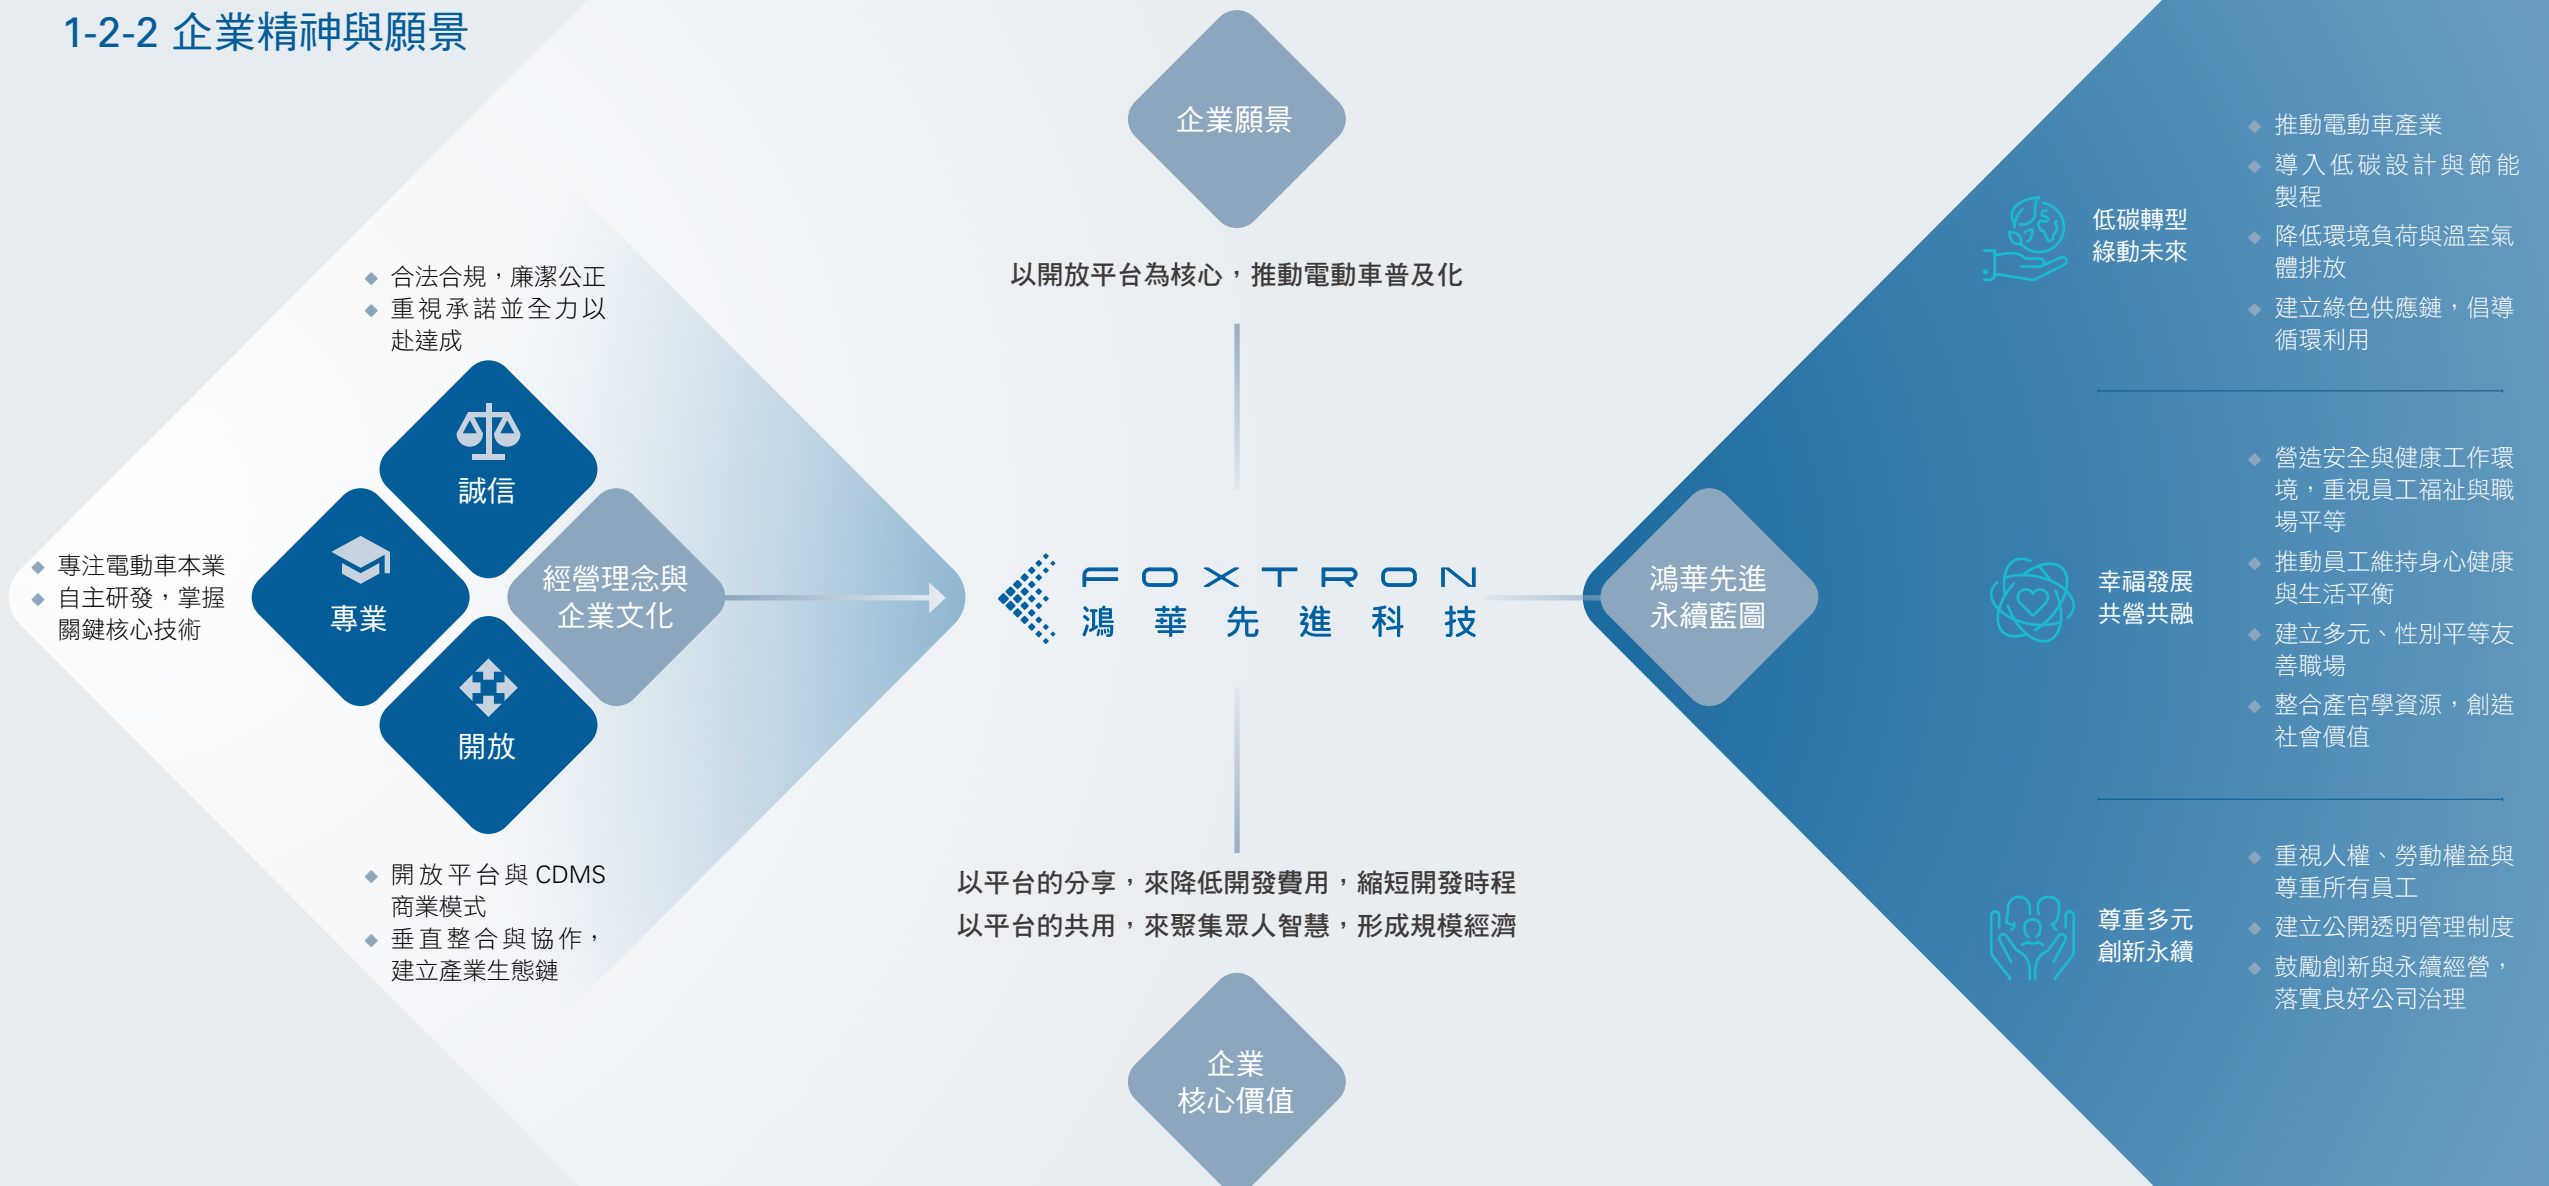 1-2-2 企業精神與願景
企業願景
以開放平台為核心，推動電動車普及化
合法合規，廉潔公正
重視承諾並全力以
赴達成
誠信
專注電動車本業
自主研發，掌握
關鍵核心技術
專業
經營理念與
企業文化
開放
開放平台與 CDMS
商業模式
垂直整合與協作，
建立產業生態鏈
FOXTRON
鴻華先進科技
以平台的分享，來降低開發費用，縮短開發時程
以平台的共用，來聚集眾人智慧，形成規模經濟
企業
核心價值
鴻華先進
永續藍圖
低碳轉型
綠動未來
推動電動車產業
導入低碳設計與節能
製程
降低環境負荷與溫室氣
體排放
建立綠色供應鏈，倡導
循環利用
幸福發展
共營共融
營造安全與健康工作環
境，重視員工福祉與職
場平等
推動員工維持身心健康
與生活平衡
建立多元、性別平等友
善職場
整合產官學資源，創造
社會價值
尊重多元
創新永續
重視人權、勞動權益與
尊重所有員工
建立公開透明管理制度
鼓勵創新與永續經營，
落實良好公司治理